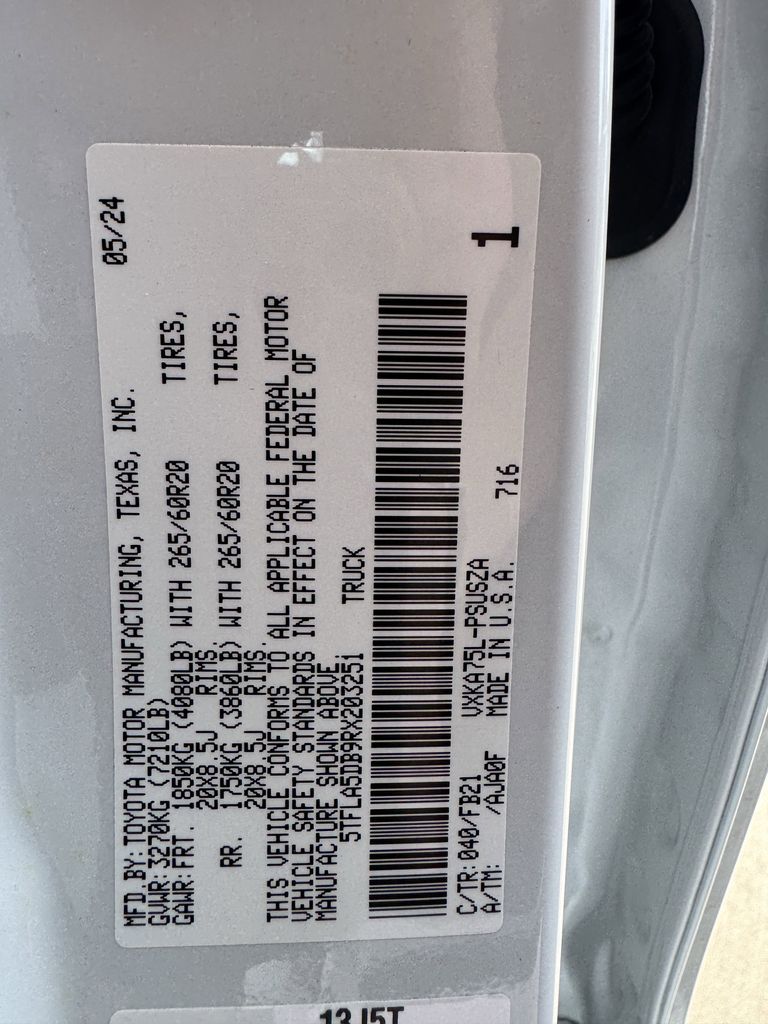 MFD.BY:TOYOTA MOTOR MANUFACTURING, TEXAS, INC. 05/24
GVWR:3270KG (7210LB)
GAWR:FRT. 1850KG (4080LB) WITH 265/60R20 TIRES,
20X8.5J RIMS.
RR. 1750KG (3860LB) WITH 265/60R20 TIRES,
20X8.5J RIMS.
THIS VEHICLE CONFORMS TO ALL APPLICABLE FEDERAL MOTOR
VEHICLE SAFETY STANDARDS IN EFFECT ON THE DATE OF
MANUFACTURE SHOWN ABOVE.
5TFLA5DB9RX203251 TRUCK
C/TR:040/FB21 VXKA75L-PSUSZA
A/TM: /AJA0F MADE IN U.S.A. 716
1
13J5T